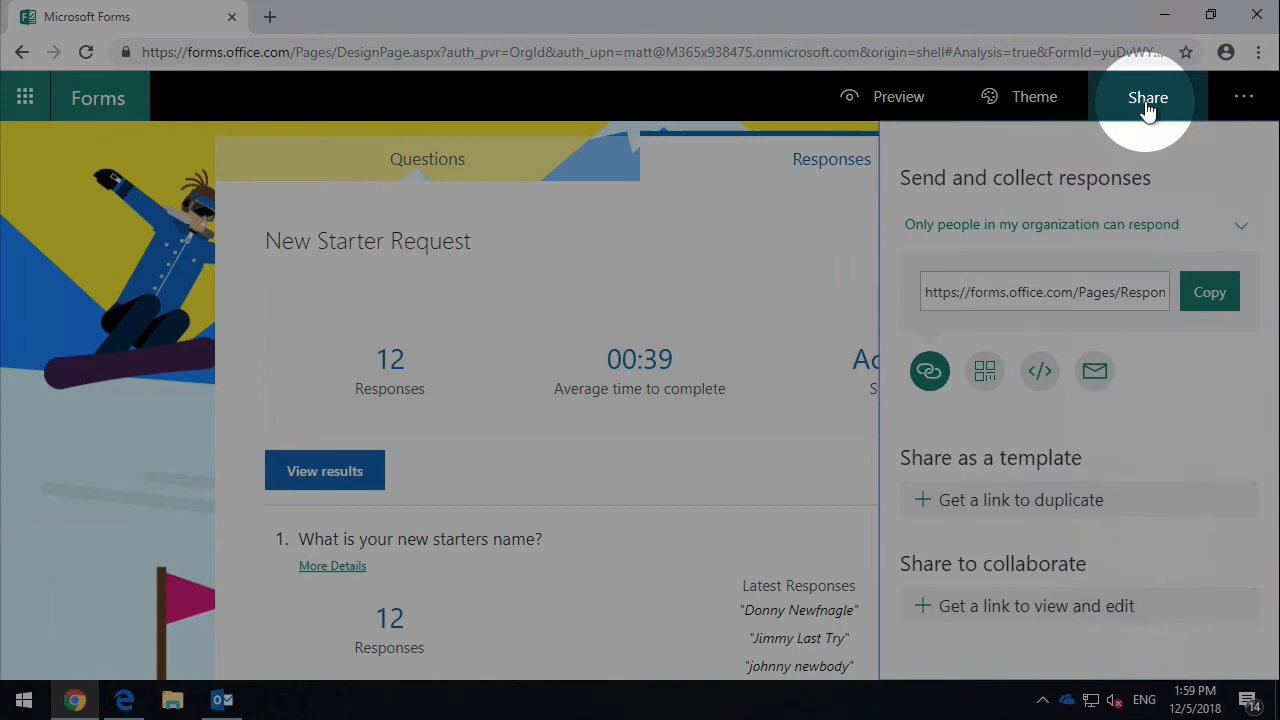 Microsoft Forms
https://forms.office.com/Pages/DesignPage.aspx?auth_pvr=OrgId&auth_upn=matt@M365x938475.onmicrosoft.com&origin=shell#Analysis=true&FormId=yuDvWY...
Forms
Preview
Theme
Share
Questions
Responses
New Starter Request
12
Responses
00:39
Average time to complete
Ac
S
View results
1. What is your new starters name?
More Details
12
Responses
Latest Responses
"Donny Newfnagle"
"Jimmy Last Try"
"johnny newbody"
Send and collect responses
Only people in my organization can respond
https://forms.office.com/Pages/Respon
Copy
Share as a template
Get a link to duplicate
Share to collaborate
Get a link to view and edit
ENG
1:59 PM
12/5/2018
14